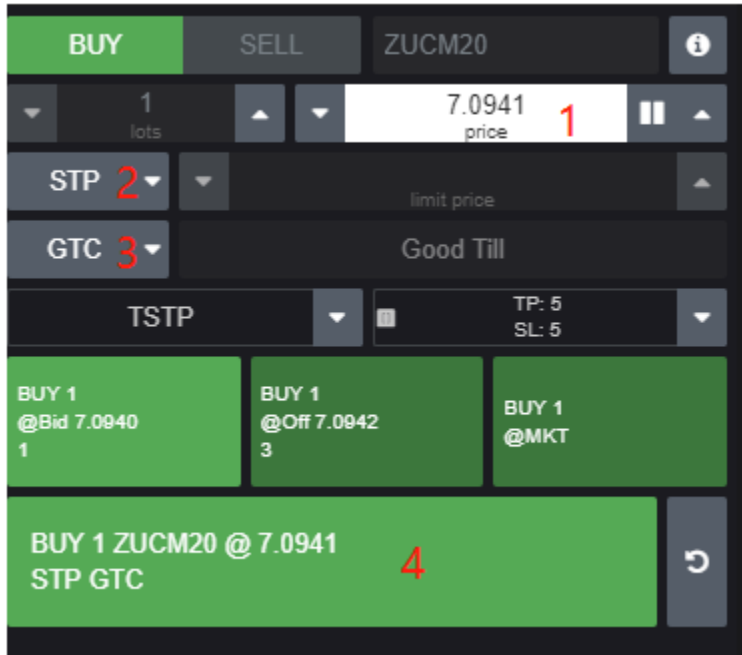 BUY SELL ZUCM20
1 7.0941 1
lots price
STP 2 limit price
GTC 3 Good Till
TSTP TP: 5
SL: 5
BUY 1
@Bid 7.0940
1
BUY 1
@Off 7.0942
3
BUY 1
@MKT
BUY 1 ZUCM20 @ 7.0941 4
STP GTC